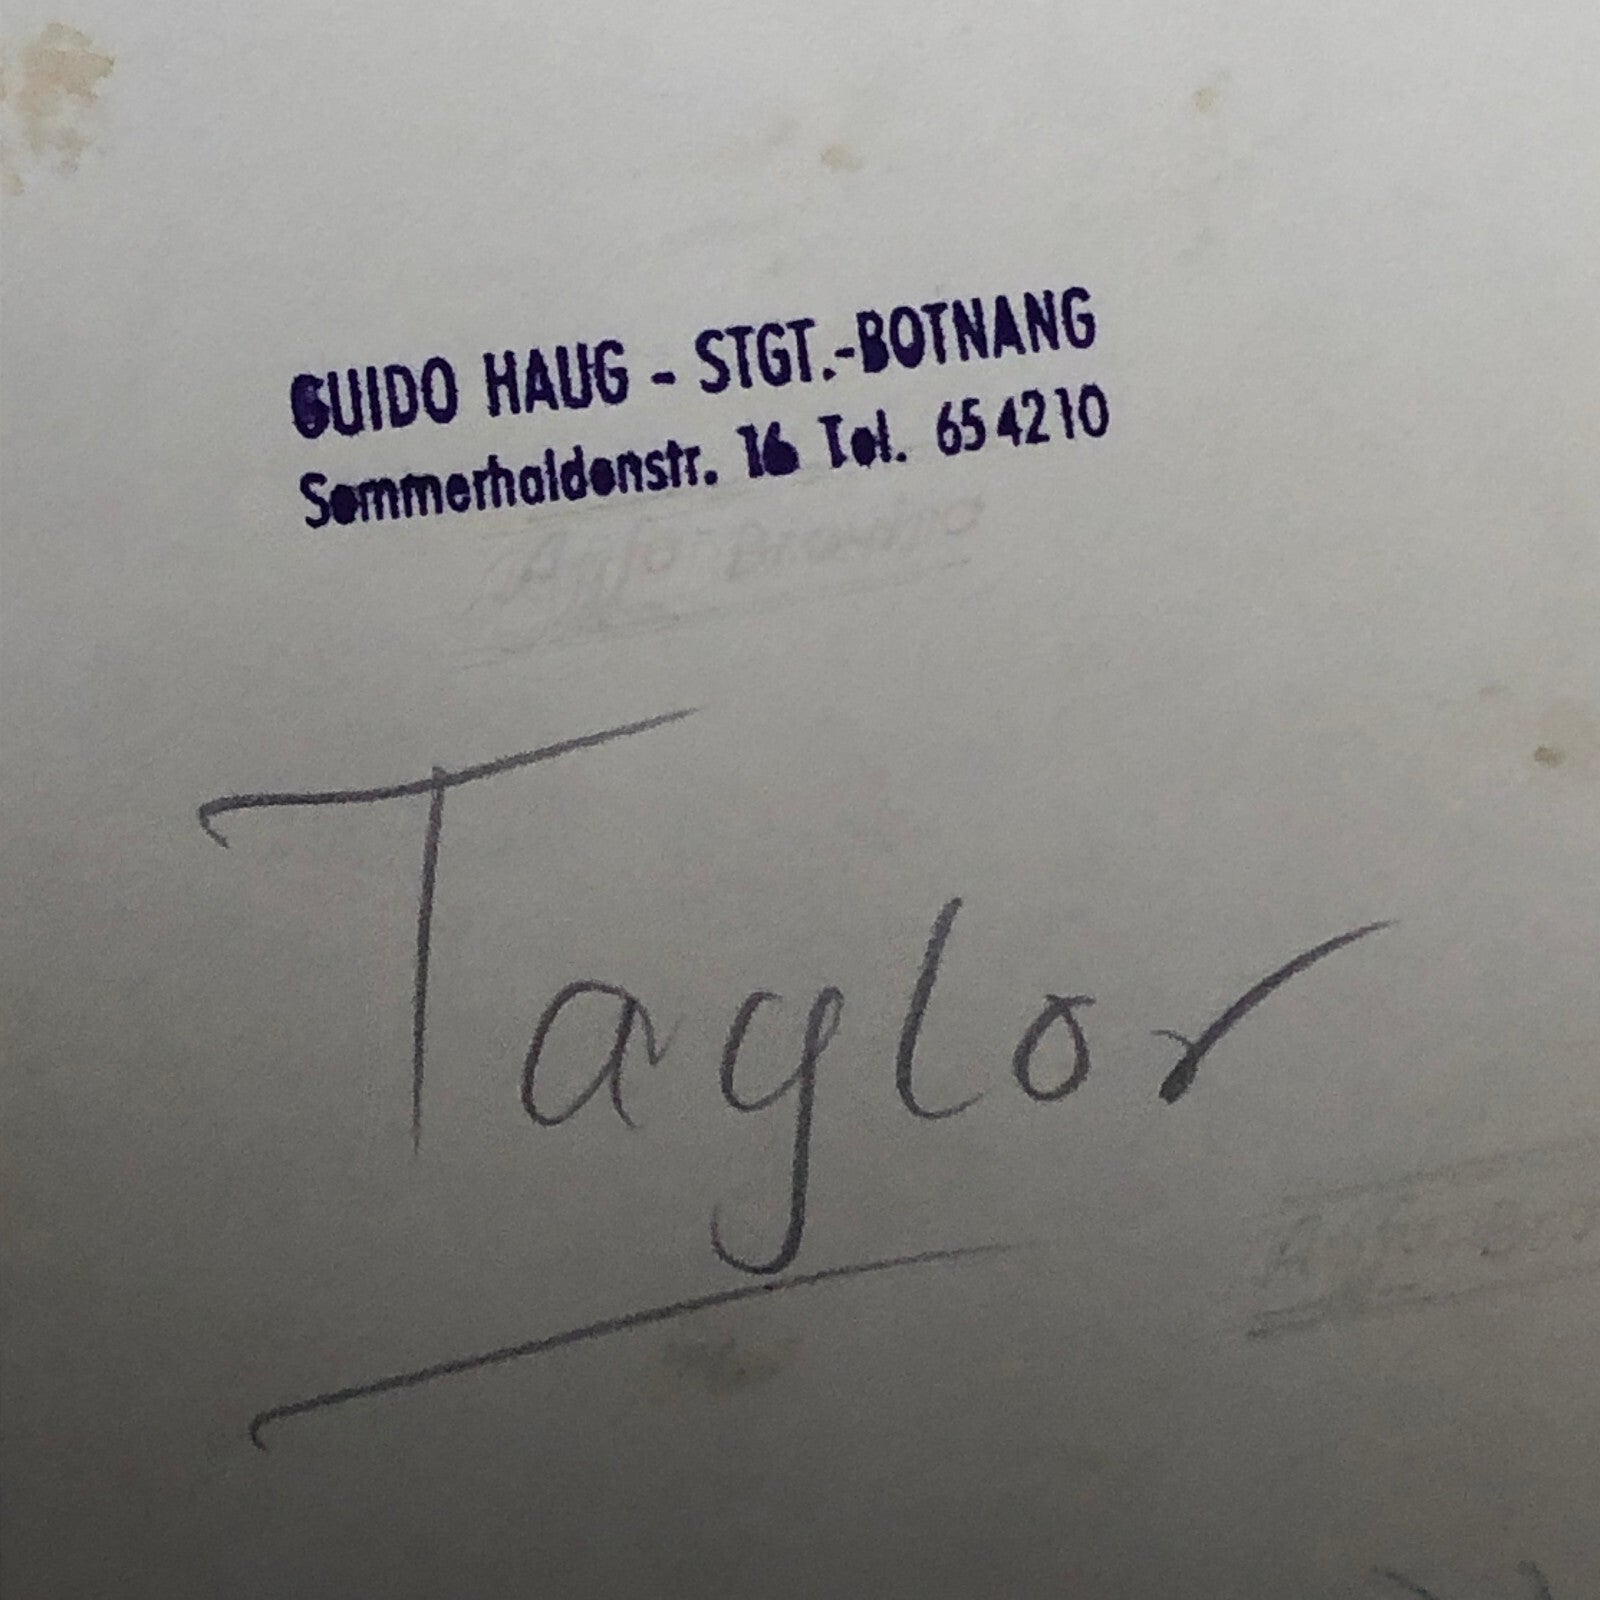 GUIDO HAUG - STGT.-BOTNANG
Sommerhaldenstr. 16 Tel. 654210
Taylor